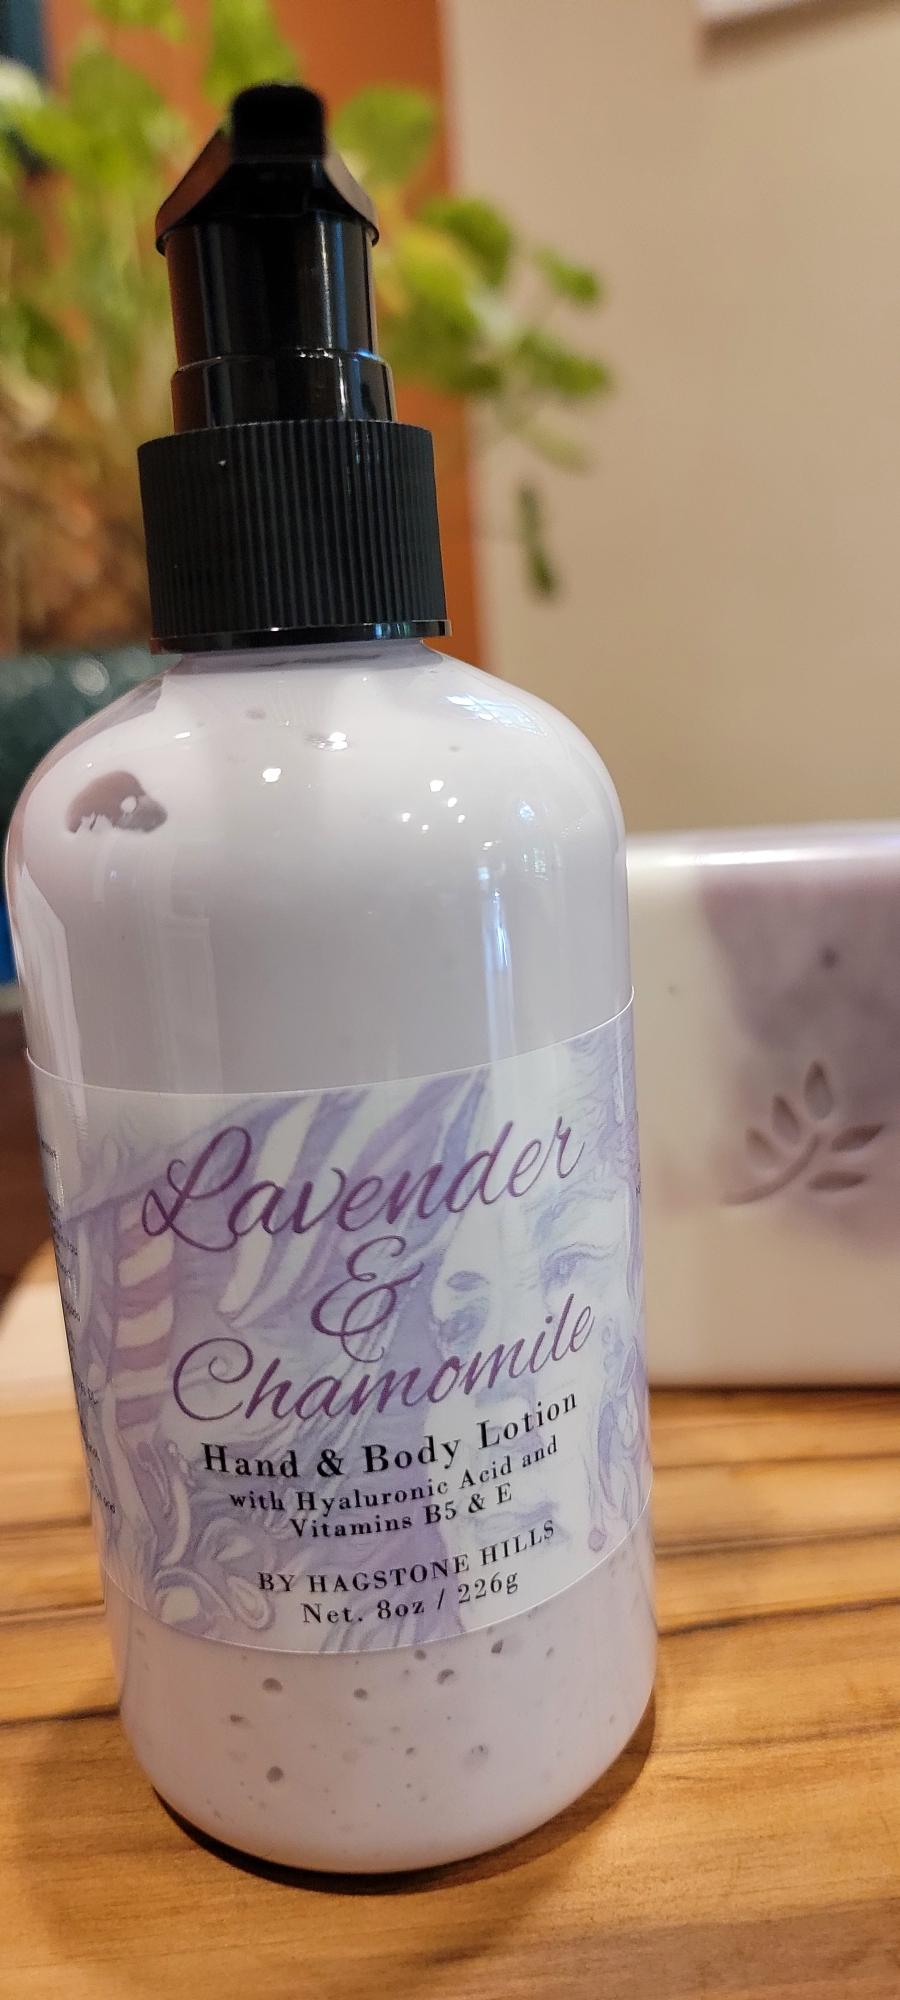 Lavender
&
Chamomile
Hand & Body Lotion
with Hyaluronic Acid and
Vitamins B5 & E
BY HAGSTONE HILLS
Net. 8oz / 226g